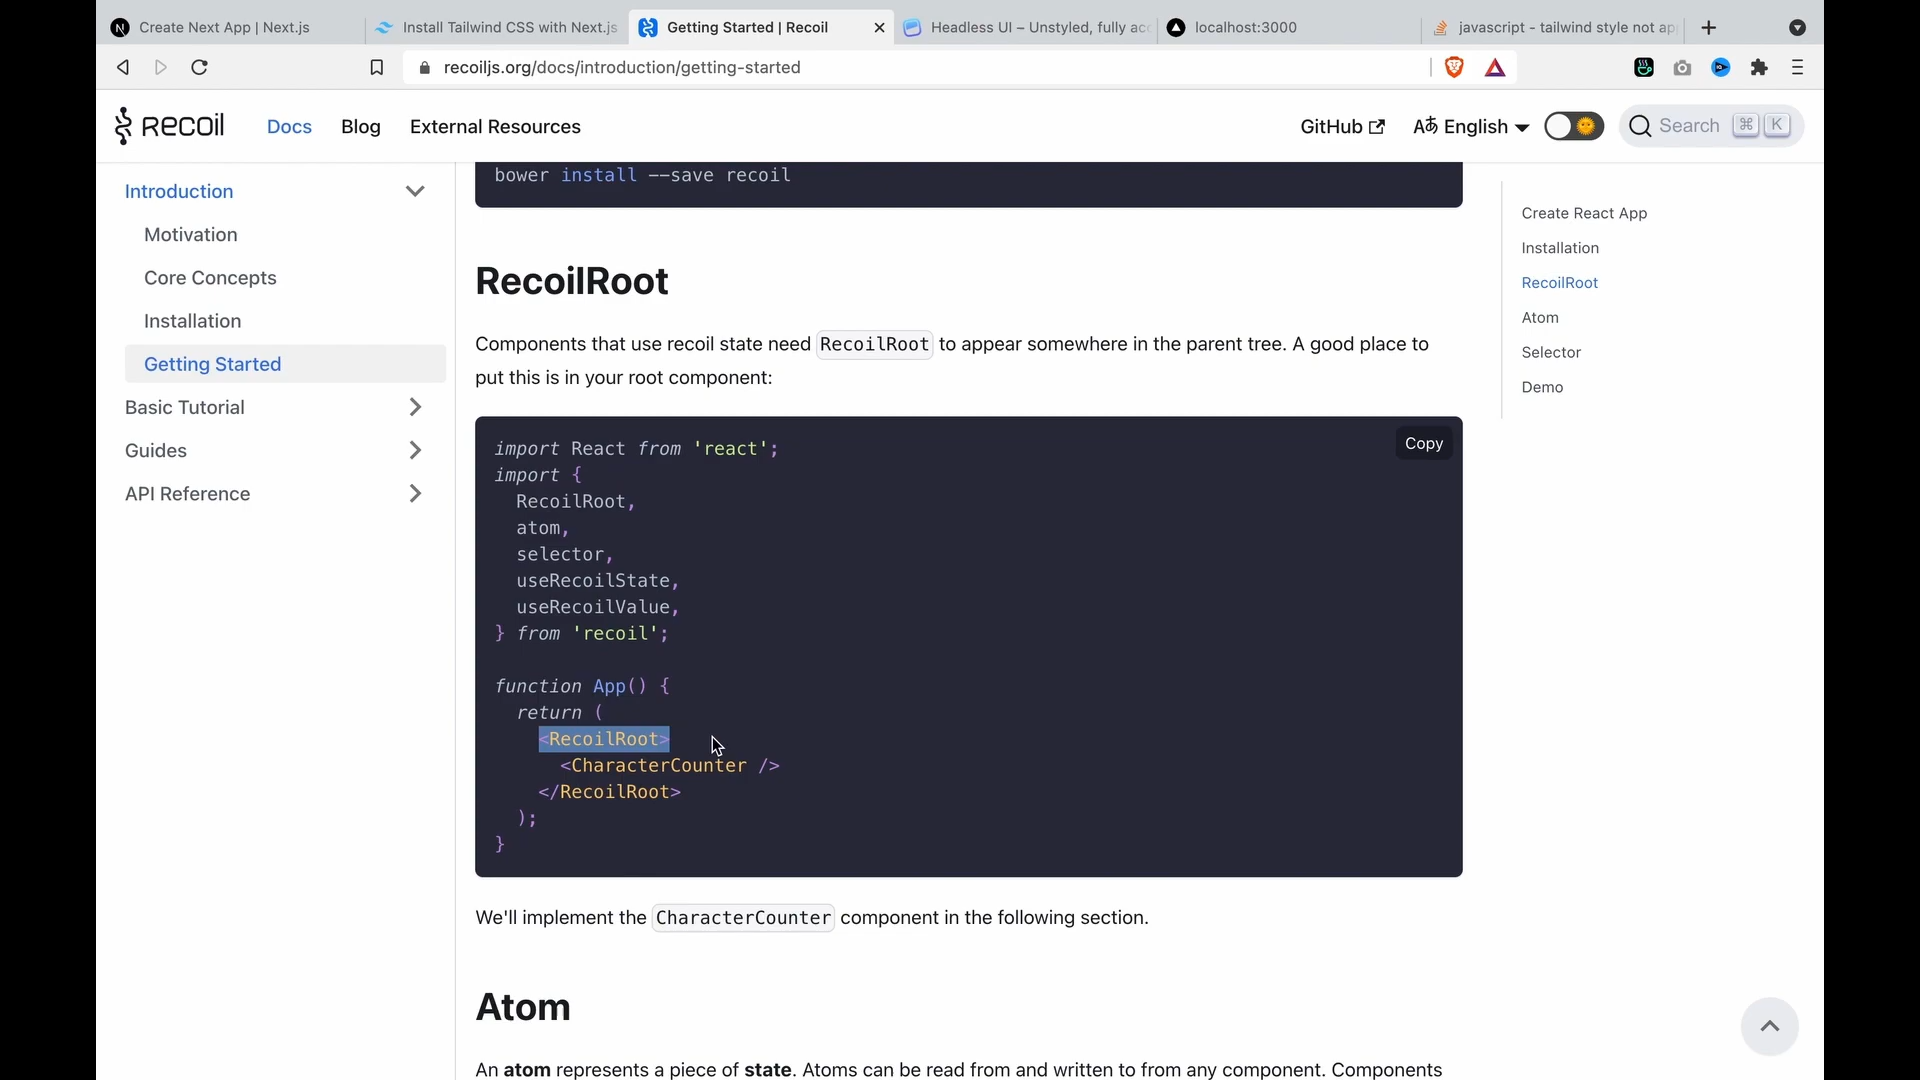 Create Next App | Next.js
Install Tailwind CSS with Next.js
Getting Started | Recoil
Headless UI – Unstyled, fully acc
localhost:3000
javascript - tailwind style not ap
recoiljs.org/docs/introduction/getting-started
Recoil
Docs
Blog
External Resources
GitHub
English
Search
⌘ K
Introduction
Motivation
Core Concepts
Installation
Getting Started
Basic Tutorial
Guides
API Reference
bower install --save recoil
RecoilRoot
Components that use recoil state need RecoilRoot to appear somewhere in the parent tree. A good place to
put this is in your root component:
Copy
import React from 'react';
import {
RecoilRoot,
atom,
selector,
useRecoilState,
useRecoilValue,
} from 'recoil';
function App() {
return (
<RecoilRoot>
<CharacterCounter />
</RecoilRoot>
);
}
We'll implement the CharacterCounter component in the following section.
Atom
An atom represents a piece of state. Atoms can be read from and written to from any component. Components
Create React App
Installation
RecoilRoot
Atom
Selector
Demo